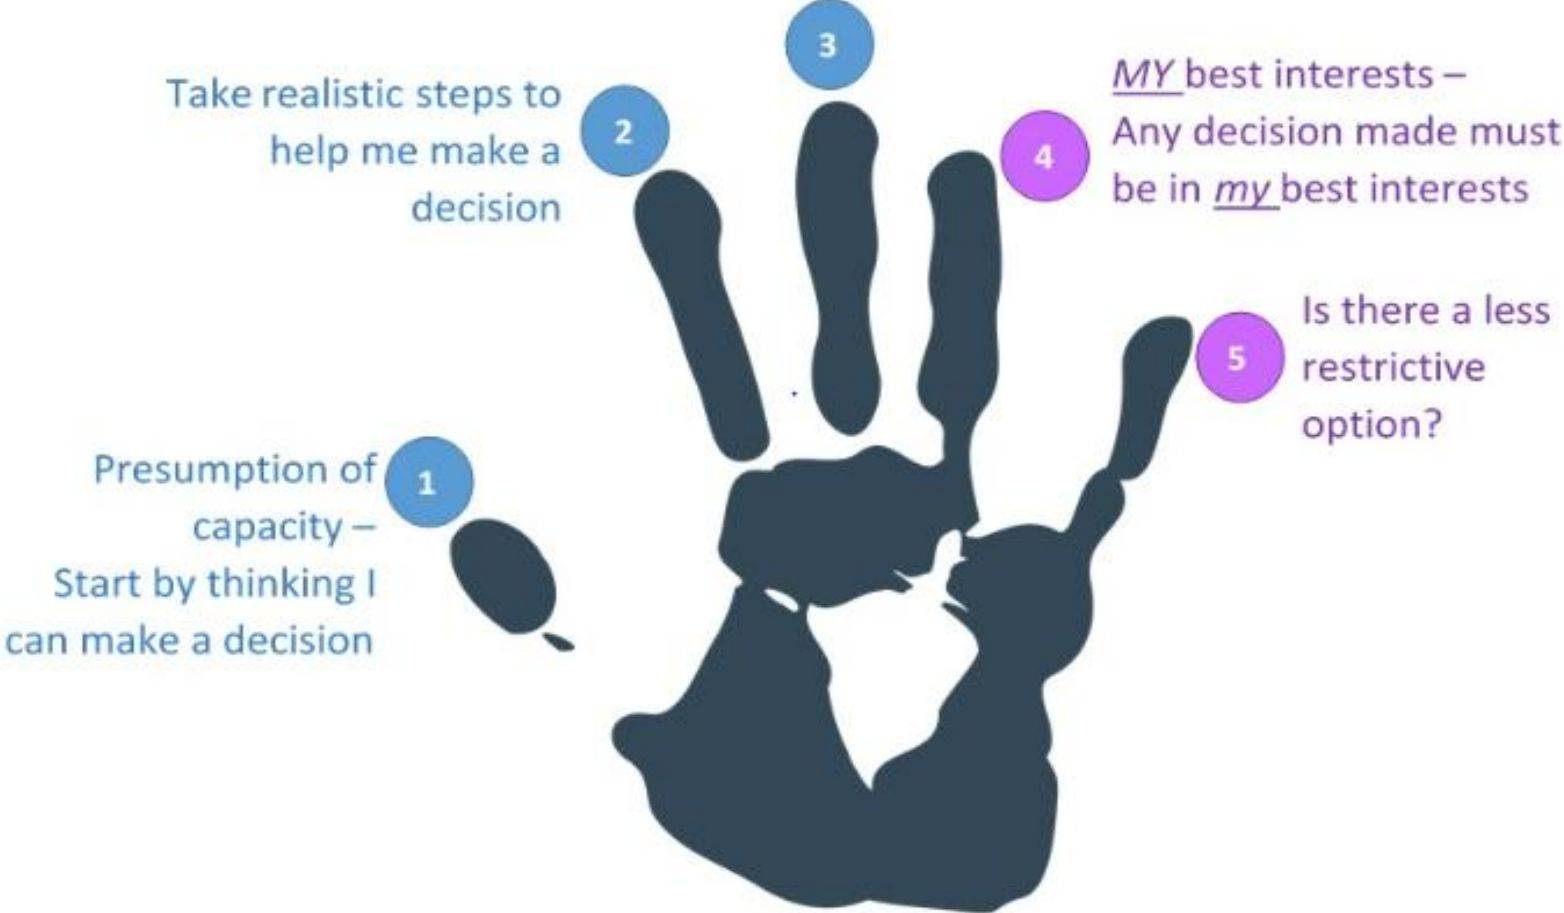 3
Take realistic steps to
help me make a
decision
2
4
MY best interests –
Any decision made must
be in my best interests
5
Is there a less
restrictive
option?
Presumption of
capacity –
Start by thinking I
can make a decision
1